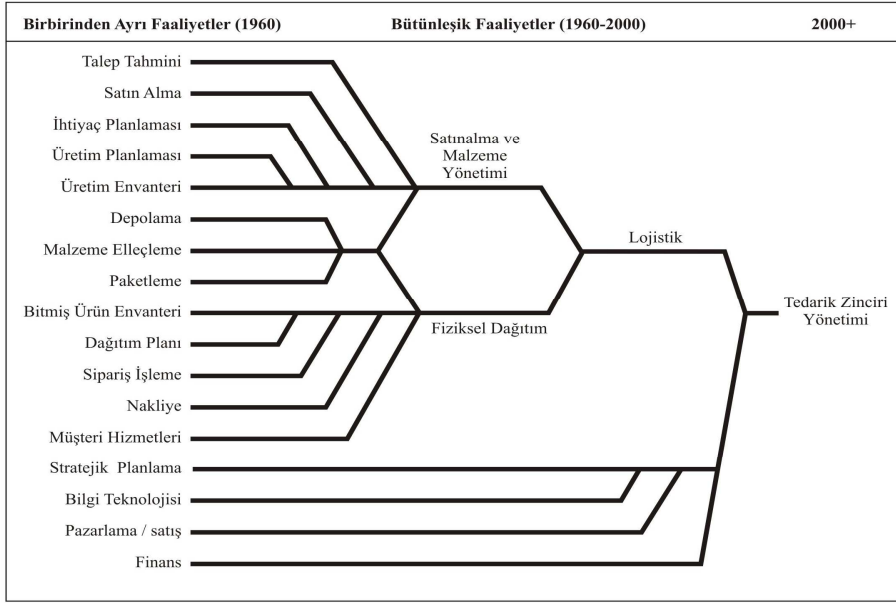 Birbirinden Ayrı Faaliyetler (1960)
Bütünleşik Faaliyetler (1960-2000)
2000+
Talep Tahmini
Satın Alma
İhtiyaç Planlaması
Üretim Planlaması
Üretim Envanteri
Depolama
Malzeme Elleçleme
Paketleme
Bitmiş Ürün Envanteri
Dağıtım Planı
Sipariş İşleme
Nakliye
Müşteri Hizmetleri
Stratejik Planlama
Bilgi Teknolojisi
Pazarlama / satış
Finans
Satınalma ve
Malzeme
Yönetimi
Fiziksel Dağıtım
Lojistik
Tedarik Zinciri
Yönetimi